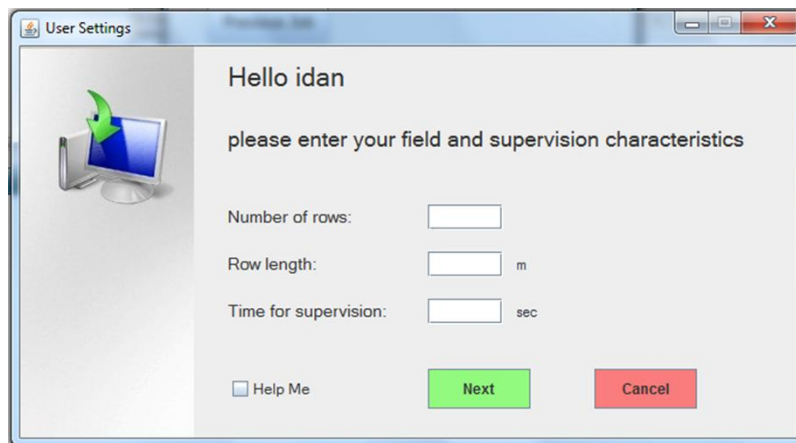 User Settings
Hello idan
please enter your field and supervision characteristics
Number of rows:
Row length:
m
Time for supervision:
sec
Help Me
Next
Cancel